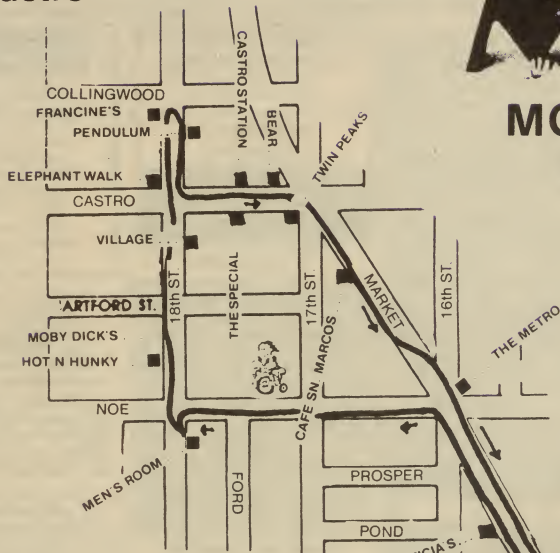 COLLINGWOOD
FRANCINE'S
PENDULUM
CASTRO STATION
BEAR
TWIN PEAKS
ELEPHANT WALK
CASTRO
VILLAGE
18th ST.
THE SPECIAL
17th ST.
MARKET
16th ST.
ARTFORD ST.
MOBY DICK'S
HOT N HUNKY
CAFE SN. MARCOS
THE METRO
NOE
MEN'S ROOM
FORD
PROSPER
POND